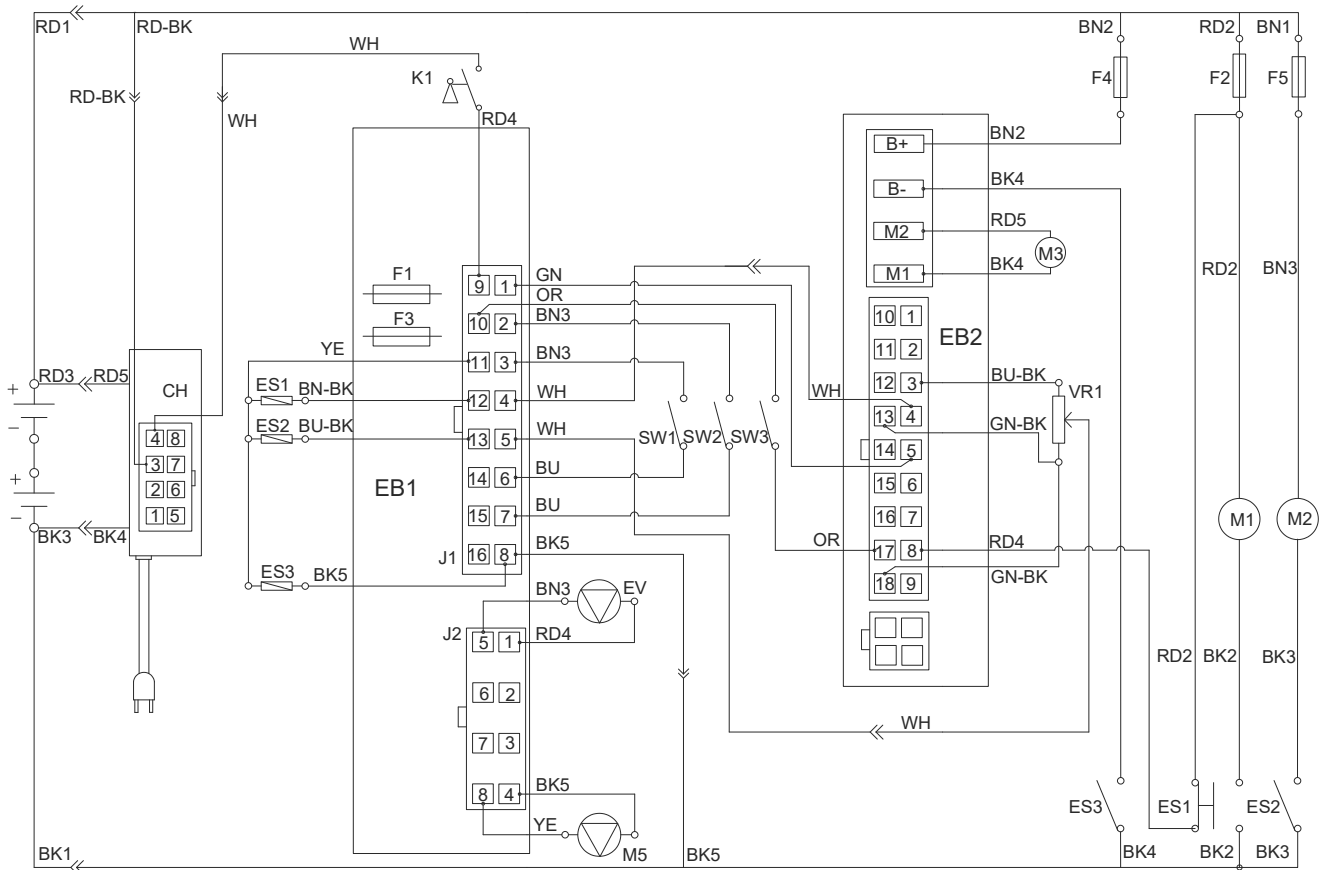 RD1
RD-BK
WH
BN2
RD2
BN1
K1
F4
F2
F5
RD-BK
WH
RD4
BN2
B+
BK4
B-
RD5
M2
M3
BK4
M1
RD2
BN3
F1
GN
9 1
OR
F3
10 2
BN3
10 1
EB2
YE
11 2
11 3
BN3
RD3
RD5
CH
ES1
BN-BK
12 4
WH
WH
12 3
BU-BK
VR1
13 4
GN-BK
ES2
BU-BK
13 5
WH
SW1
SW2
SW3
14 5
4 8
3 7
2 6
1 5
EB1
14 6
BU
15 6
15 7
BU
16 7
M1
M2
BK3
BK4
J1
16 8
BK5
OR
17 8
RD4
ES3
BK5
18 9
GN-BK
BN3
EV
J2
5 1
RD4
RD2
BK2
BK3
6 2
7 3
WH
8 4
BK5
YE
M5
ES3
ES1
ES2
BK1
BK5
BK4
BK2
BK3
+
−
+
−